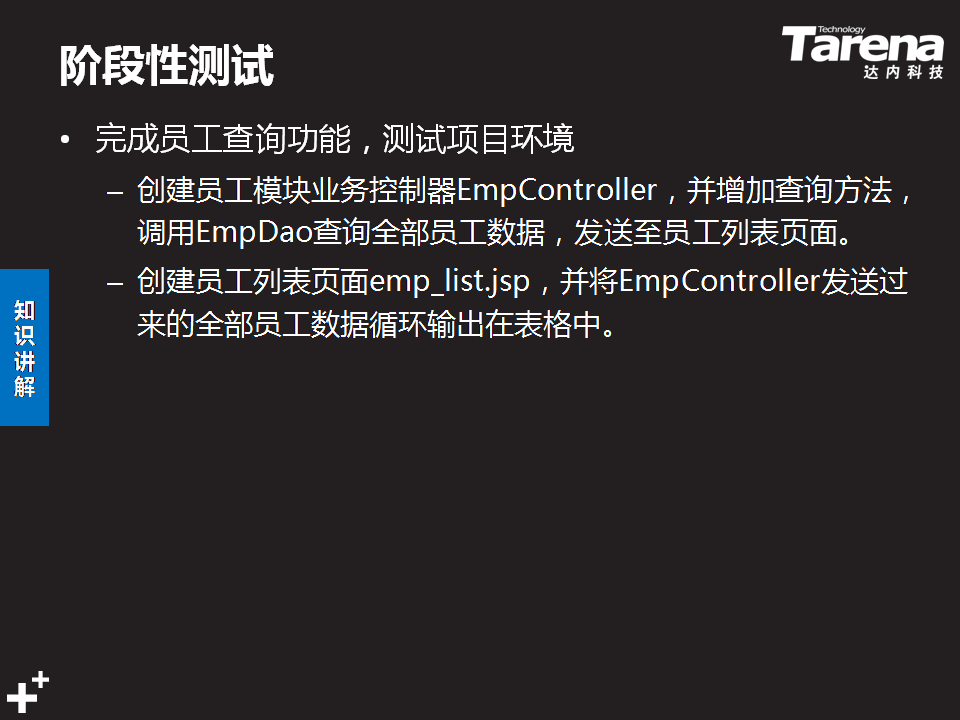 阶段性测试
Technology
Tarena
达内科技
• 完成员工查询功能，测试项目环境
– 创建员工模块业务控制器EmpController，并增加查询方法，
调用EmpDao查询全部员工数据，发送至员工列表页面。
– 创建员工列表页面emp_list.jsp，并将EmpController发送过
来的全部员工数据循环输出在表格中。
知识讲解